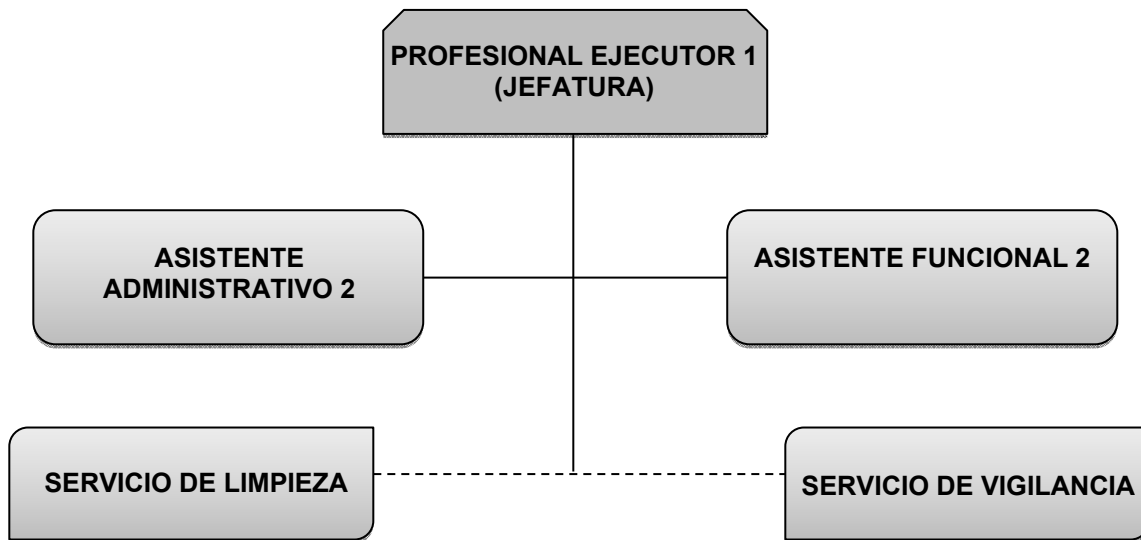 PROFESIONAL EJECUTOR 1
(JEFATURA)
ASISTENTE
ADMINISTRATIVO 2
ASISTENTE FUNCIONAL 2
SERVICIO DE LIMPIEZA
SERVICIO DE VIGILANCIA